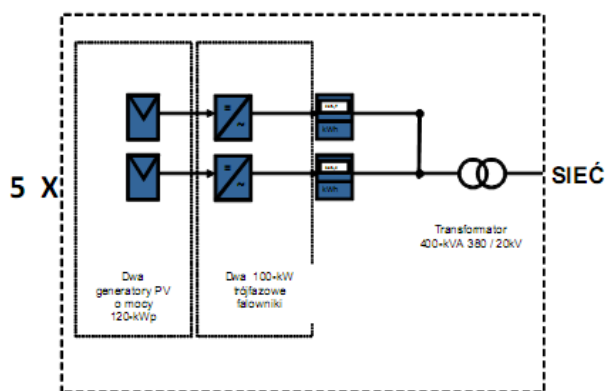 5 X
kWh
kWh
SIEĆ
Transformator
400-kVA 380 / 20kV
Dwa
generatory PV
o mocy
120-kWp
Dwa 100-kW
trójfazowe
falowniki